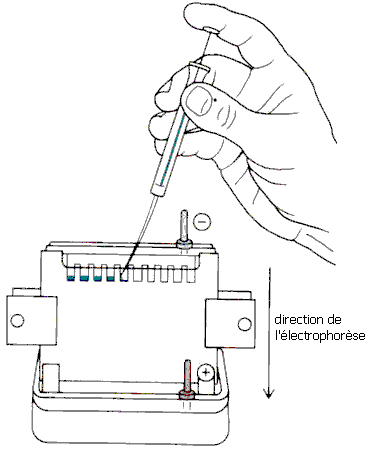 −
direction de
l'électrophorèse
+